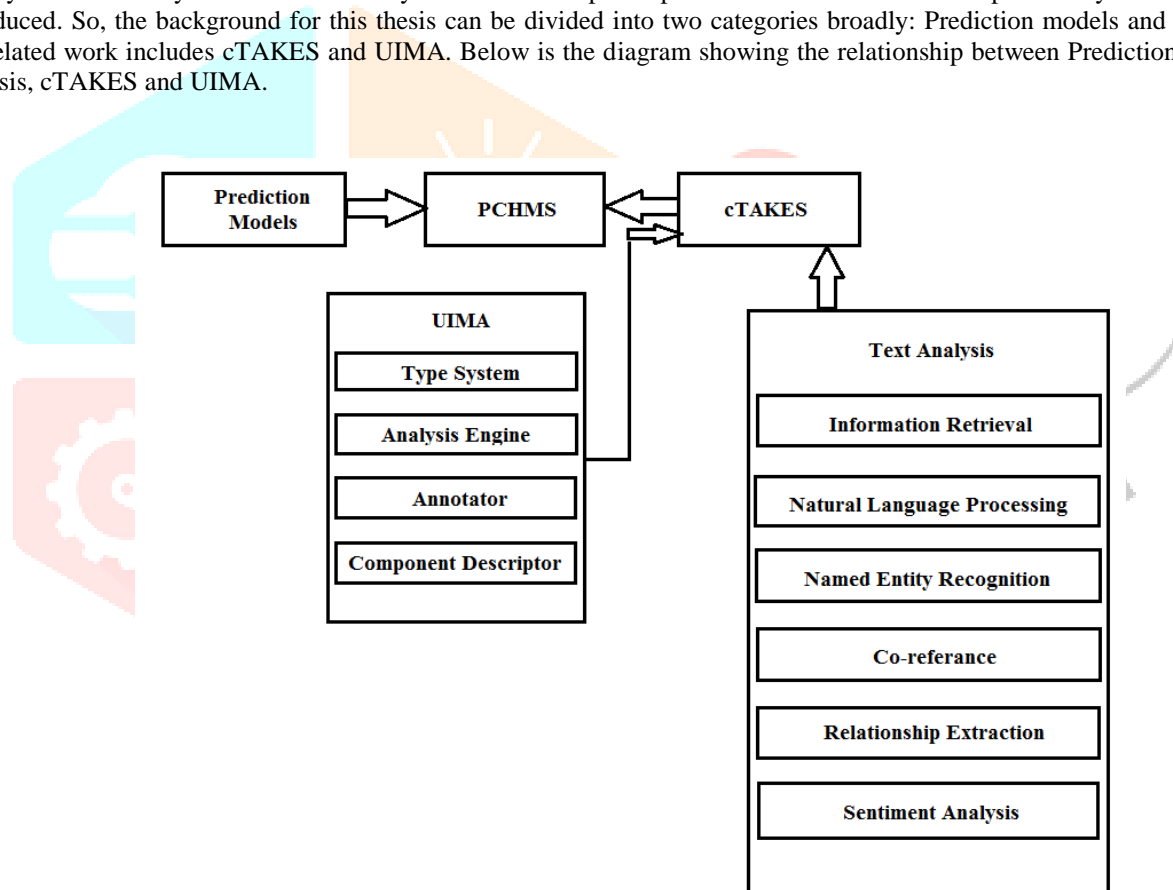 duced. So, the background for this thesis can be divided into two categories broadly: Prediction models and
elated work includes cTAKES and UIMA. Below is the diagram showing the relationship between Prediction
sis, cTAKES and UIMA.
Prediction
Models
PCHMS
cTAKES
UIMA
Type System
Analysis Engine
Annotator
Component Descriptor
Text Analysis
Information Retrieval
Natural Language Processing
Named Entity Recognition
Co-referance
Relationship Extraction
Sentiment Analysis